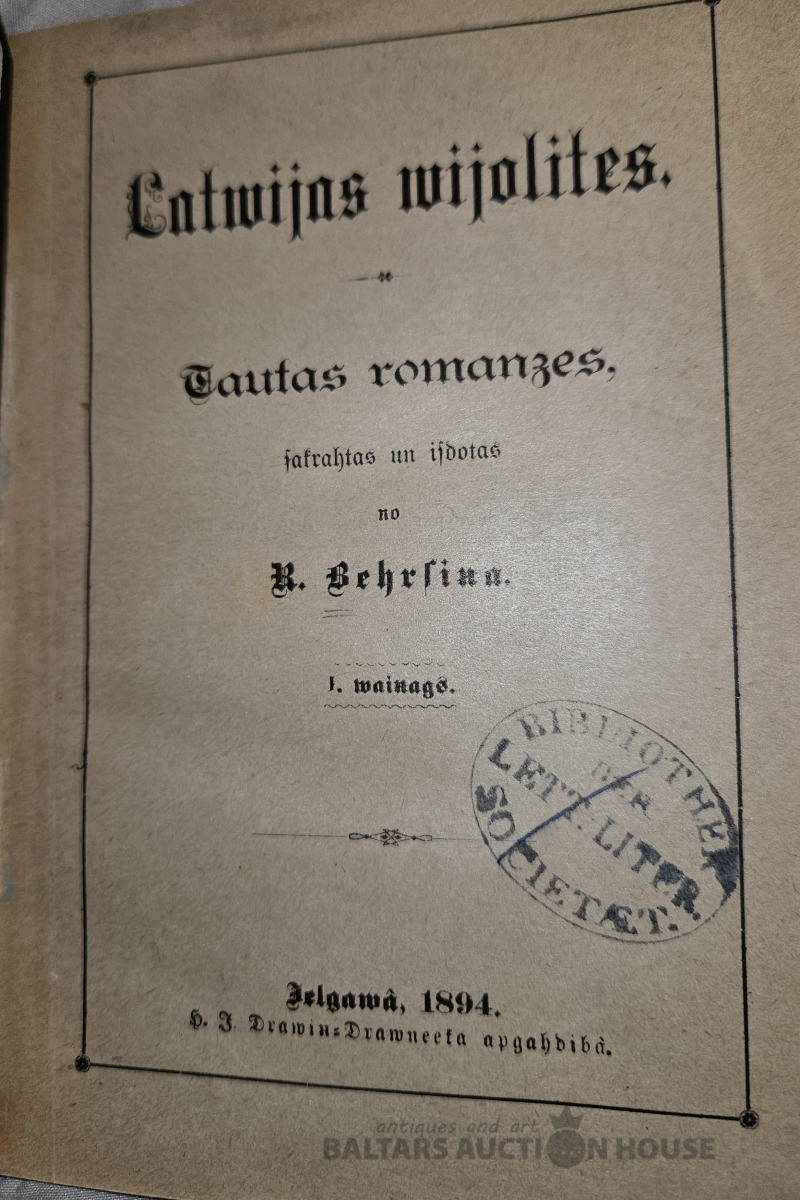 Latwijas wijolites.
Tautas romanzes,
ſakrahtas un iſdotas
no
R. Behrſina.
I. wainags.
BIBLIOTHEK
DER
LETT. LITER.
SOCIETÆT.
Jelgawâ, 1894.
H. J. Drawin-Drawneeka apgahdibâ.
antiques and art
BALTARS AUCTION HOUSE